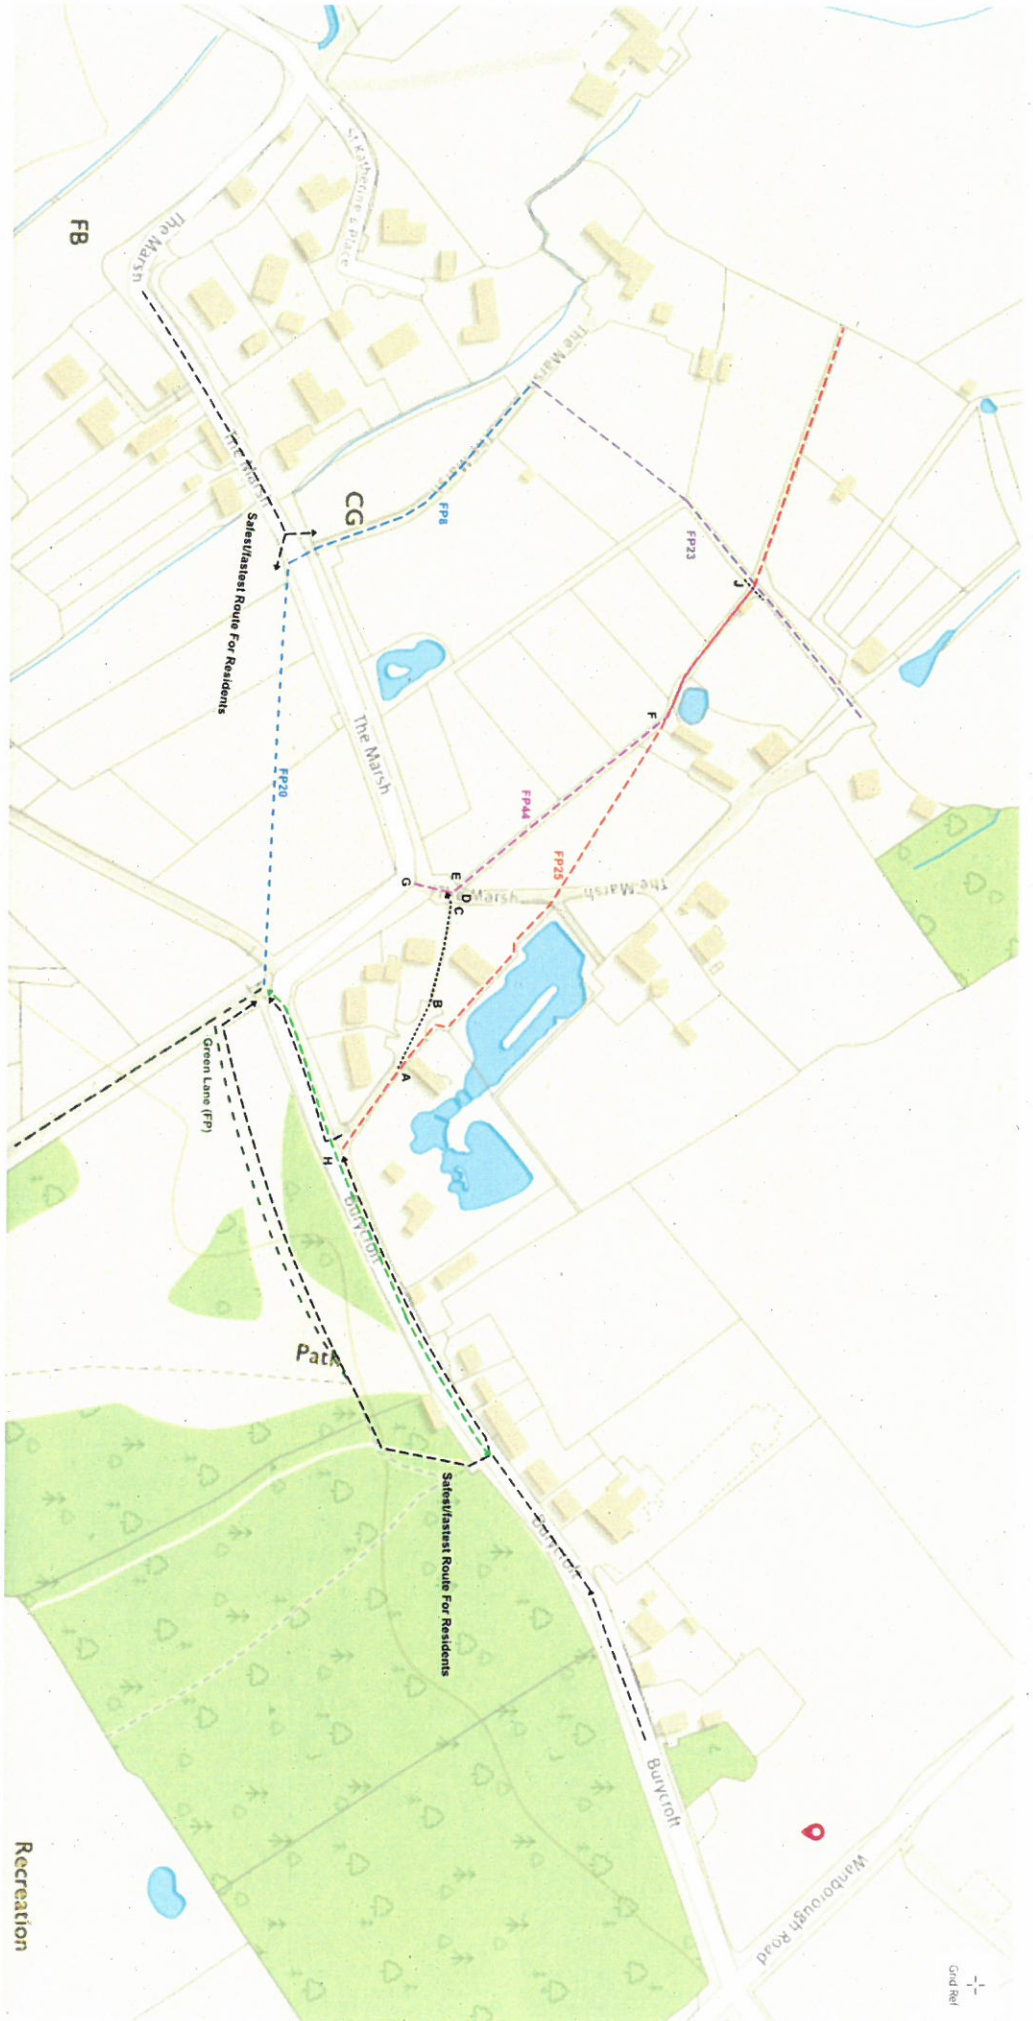 St Katherine's Place
The Marsh
FB
The Marsh
The Marsh
CG
FP8
FP23
J
Safest/fastest Route For Residents
The Marsh
FP20
F
FP44
FP25
G
E
D
C
The Marsh
The Marsh
B
A
Green Lane (FP)
H
Burycroft
Path
Safest/fastest Route For Residents
Burycroft
Burycroft
Wanborough Road
Recreation
Grid Ref